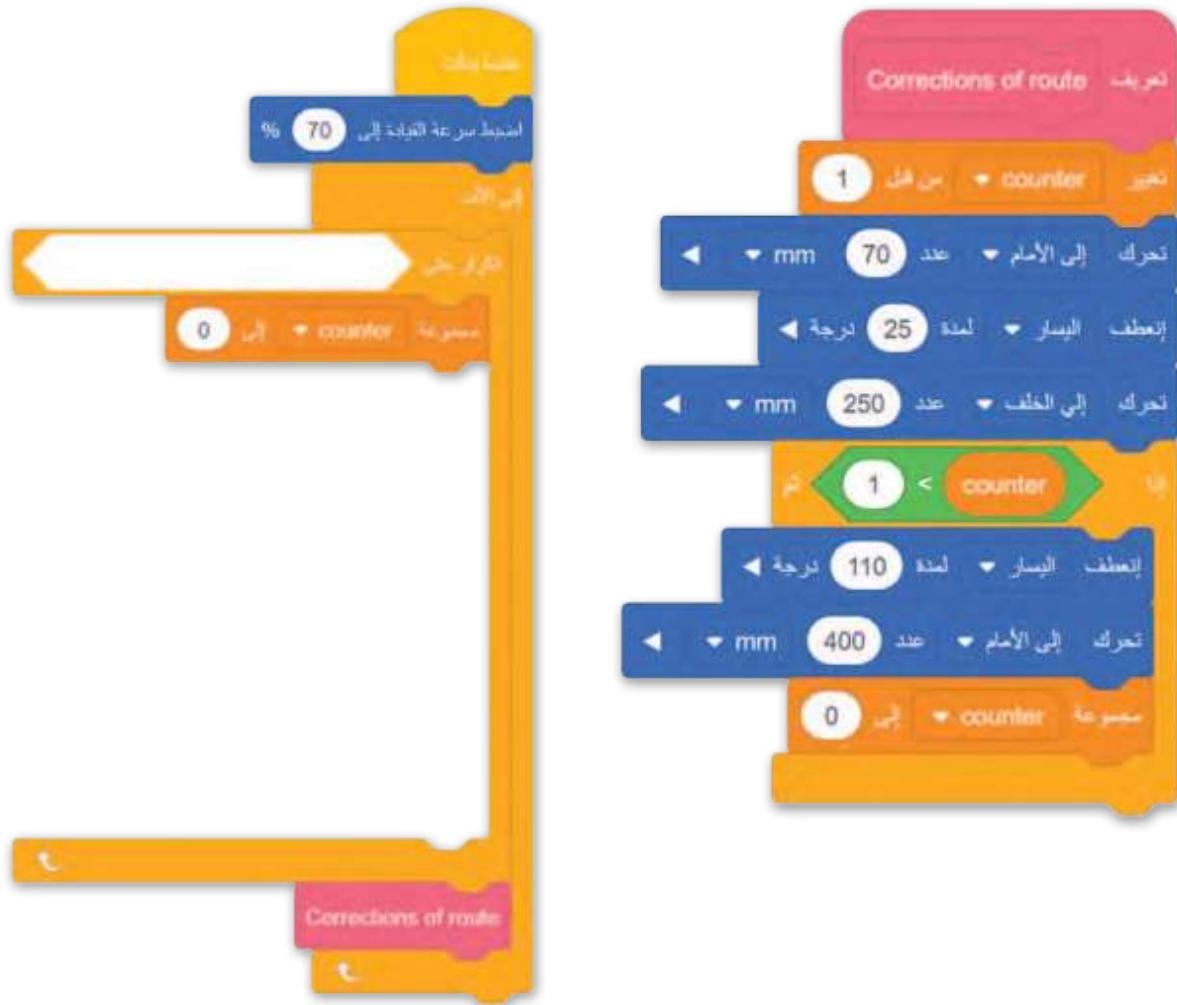 عندما بدأت
اضبط سرعة القيادة إلى 70 %
إلى الأبد
التكرار حتى
مجموعة counter إلى 0
Corrections of route
تعريف Corrections of route
تغيير counter من قبل 1
تحرك إلى الأمام عدد 70 mm
إنعطف اليسار لمدة 25 درجة
تحرك إلي الخلف عدد 250 mm
إذا counter < 1 ثم
إنعطف اليسار لمدة 110 درجة
تحرك إلى الأمام عدد 400 mm
مجموعة counter إلى 0